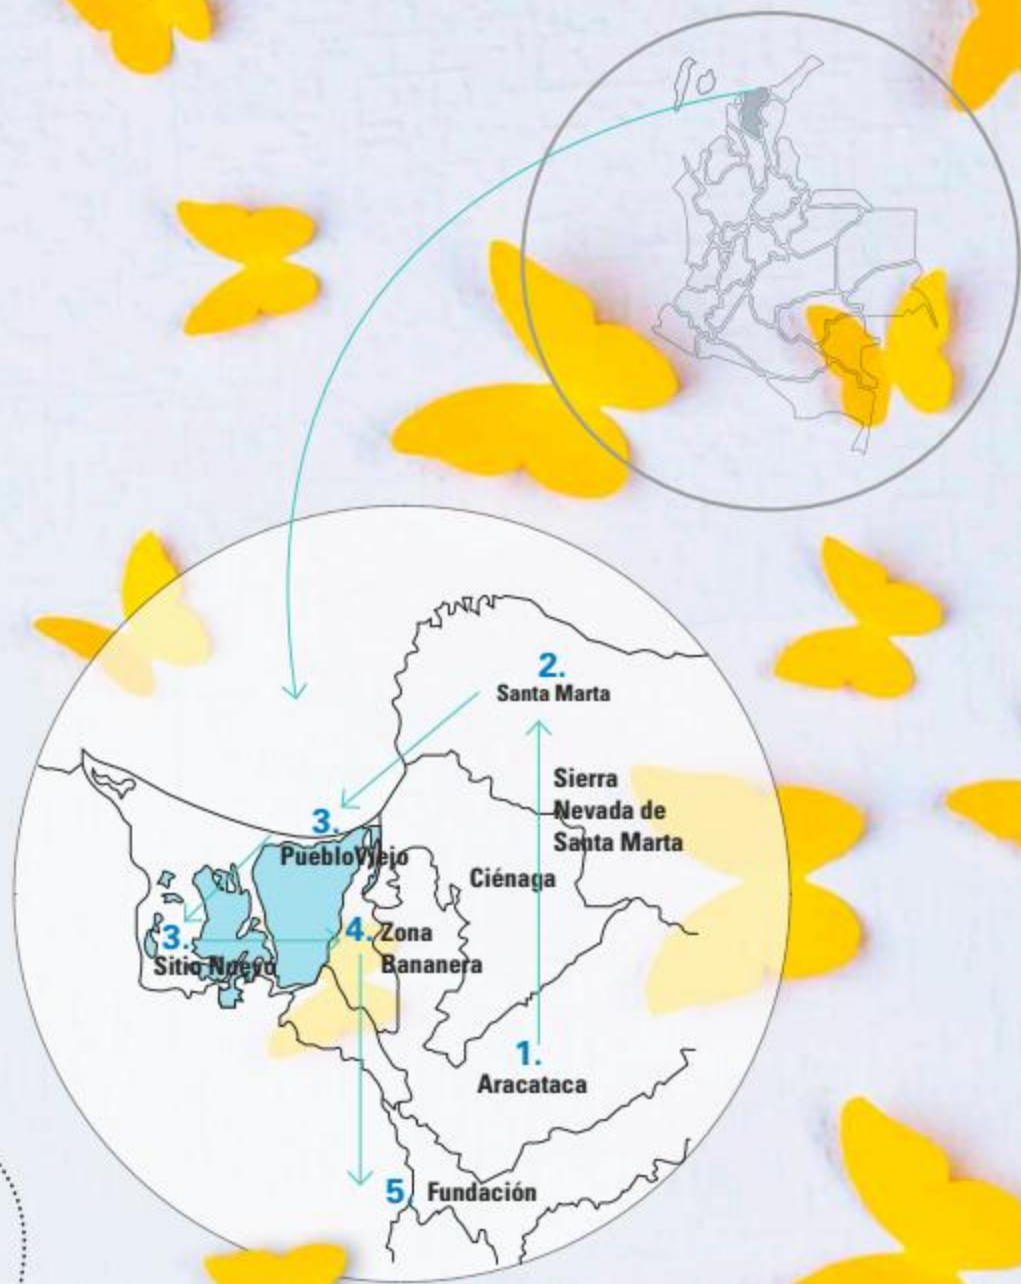 2.
Santa Marta
Sierra
Nevada de
Santa Marta
3.
PuebloViejo
Ciénaga
3.
Sitio Nuevo
4. Zona
Bananera
1.
Aracataca
5. Fundación